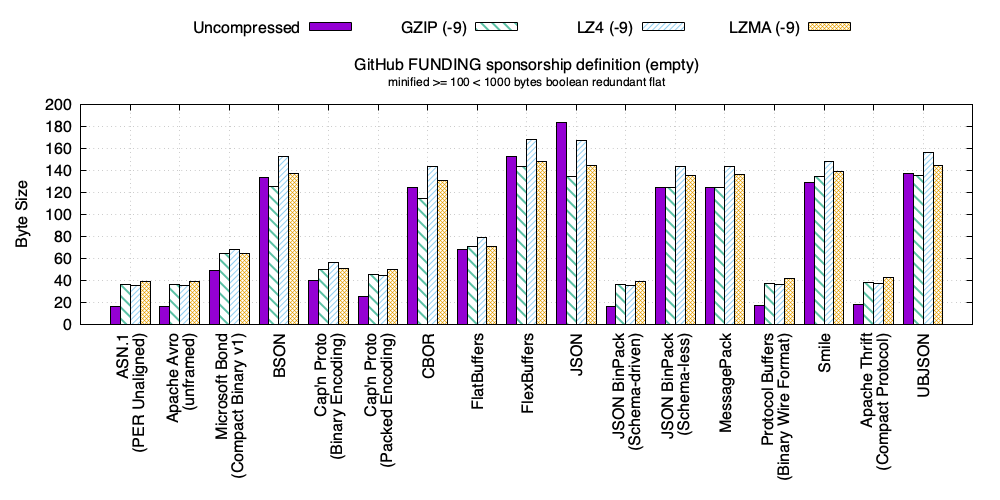 Uncompressed GZIP (-9) LZ4 (-9) LZMA (-9)
GitHub FUNDING sponsorship definition (empty)
minified >= 100 < 1000 bytes boolean redundant flat
Byte Size
200
180
160
140
120
100
80
60
40
20
0
ASN.1
(PER Unaligned)
Apache Avro
(unframed)
Microsoft Bond
(Compact Binary v1)
BSON
Cap'n Proto
(Binary Encoding)
Cap'n Proto
(Packed Encoding)
CBOR
FlatBuffers
FlexBuffers
JSON
JSON BinPack
(Schema-driven)
JSON BinPack
(Schema-less)
MessagePack
Protocol Buffers
(Binary Wire Format)
Smile
Apache Thrift
(Compact Protocol)
UBJSON